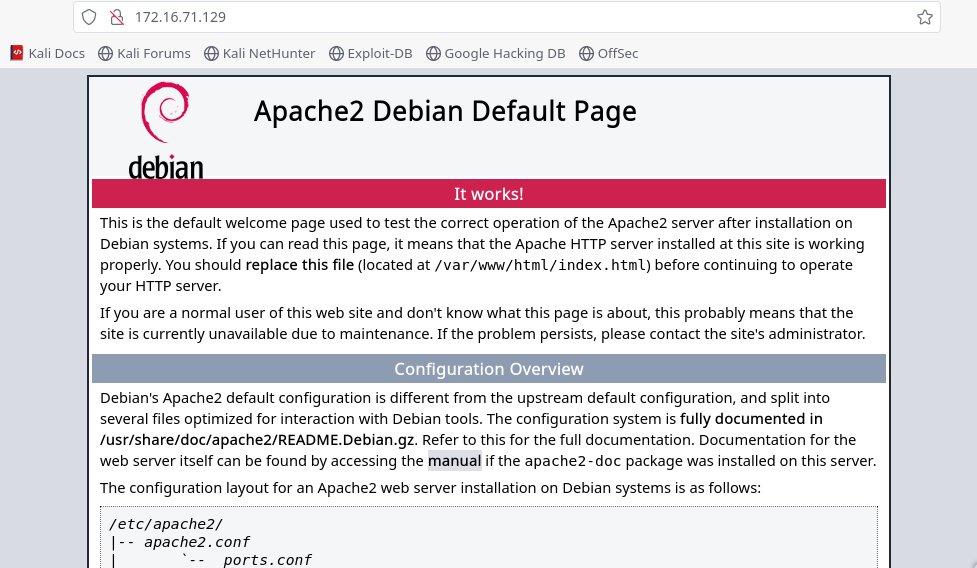 172.16.71.129
Kali Docs Kali Forums Kali NetHunter Exploit-DB Google Hacking DB OffSec
debian
Apache2 Debian Default Page
It works!
This is the default welcome page used to test the correct operation of the Apache2 server after installation on
Debian systems. If you can read this page, it means that the Apache HTTP server installed at this site is working
properly. You should replace this file (located at /var/www/html/index.html) before continuing to operate
your HTTP server.
If you are a normal user of this web site and don't know what this page is about, this probably means that the
site is currently unavailable due to maintenance. If the problem persists, please contact the site's administrator.
Configuration Overview
Debian's Apache2 default configuration is different from the upstream default configuration, and split into
several files optimized for interaction with Debian tools. The configuration system is fully documented in
/usr/share/doc/apache2/README.Debian.gz. Refer to this for the full documentation. Documentation for the
web server itself can be found by accessing the manual if the apache2-doc package was installed on this server.
The configuration layout for an Apache2 web server installation on Debian systems is as follows:
/etc/apache2/
|-- apache2.conf
|       `--  ports.conf